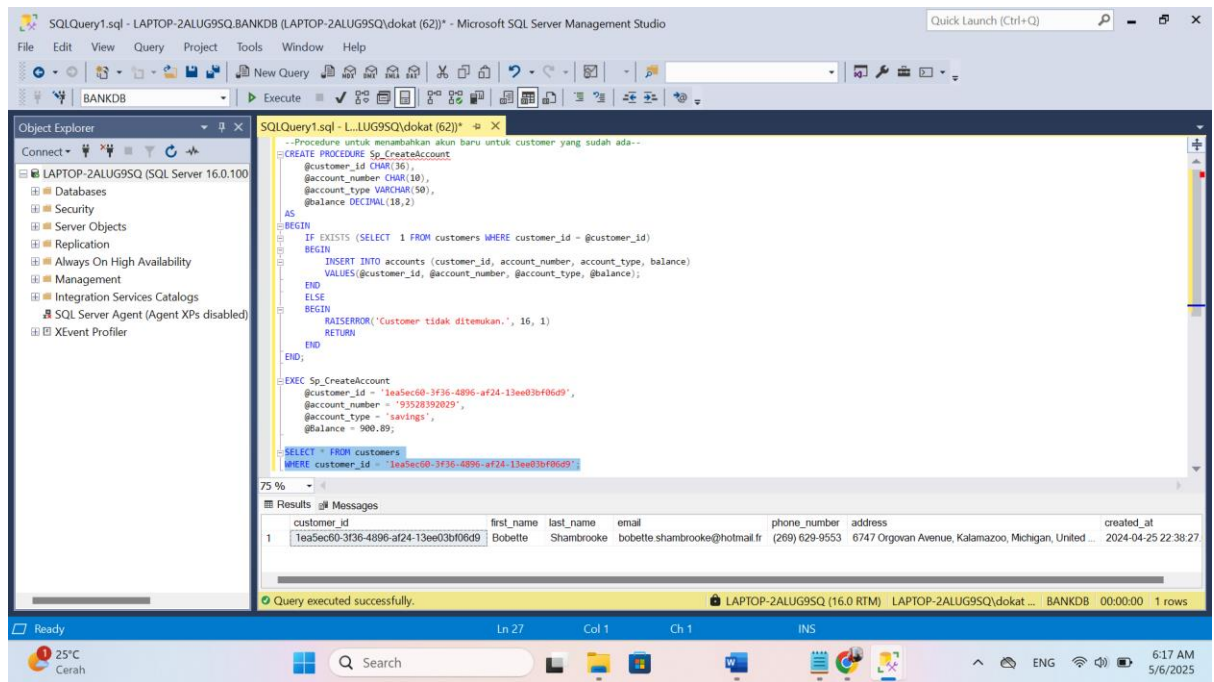 SQLQuery1.sql - LAPTOP-2ALUG9SQ.BANKDB (LAPTOP-2ALUG9SQ\dokat (62))* - Microsoft SQL Server Management Studio
Quick Launch (Ctrl+Q)
File Edit View Query Project Tools Window Help
New Query
BANKDB
Execute
Object Explorer
Connect
LAPTOP-2ALUG9SQ (SQL Server 16.0.100
Databases
Security
Server Objects
Replication
Always On High Availability
Management
Integration Services Catalogs
SQL Server Agent (Agent XPs disabled)
XEvent Profiler
SQLQuery1.sql - L...LUG9SQ\dokat (62))*
--Procedure untuk menambahkan akun baru untuk customer yang sudah ada--
CREATE PROCEDURE Sp_CreateAccount
@customer_id CHAR(36),
@account_number CHAR(10),
@account_type VARCHAR(50),
@balance DECIMAL(18,2)
AS
BEGIN
IF EXISTS (SELECT 1 FROM customers WHERE customer_id = @customer_id)
BEGIN
INSERT INTO accounts (customer_id, account_number, account_type, balance)
VALUES(@customer_id, @account_number, @account_type, @balance);
END
ELSE
BEGIN
RAISERROR('Customer tidak ditemukan.', 16, 1)
RETURN
END
END;
EXEC Sp_CreateAccount
@customer_id = '1ea5ec60-3f36-4896-af24-13ee03bf06d9',
@account_number = '93528392029',
@account_type = 'savings',
@Balance = 900.89;
SELECT * FROM customers
WHERE customer_id = '1ea5ec60-3f36-4896-af24-13ee03bf06d9';
75 %
Results Messages
customer_id first_name last_name email phone_number address created_at
1 1ea5ec60-3f36-4896-af24-13ee03bf06d9 Bobette Shambrooke bobette.shambrooke@hotmail.fr (269) 629-9553 6747 Orgovan Avenue, Kalamazoo, Michigan, United ... 2024-04-25 22:38:27.
Query executed successfully. LAPTOP-2ALUG9SQ (16.0 RTM) LAPTOP-2ALUG9SQ\dokat ... BANKDB 00:00:00 1 rows
Ready Ln 27 Col 1 Ch 1 INS
1 25°C
Cerah
Search
ENG
6:17 AM
5/6/2025